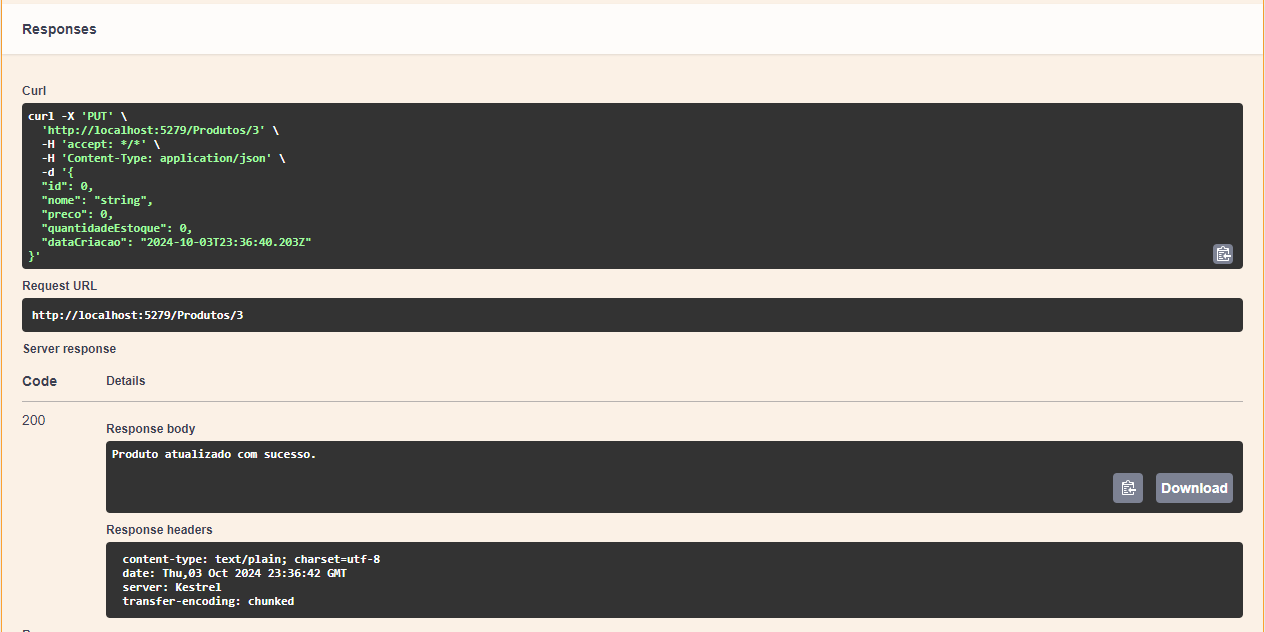 Responses
Curl
curl -X 'PUT' \
'http://localhost:5279/Produtos/3' \
-H 'accept: */*' \
-H 'Content-Type: application/json' \
-d '{
"id": 0,
"nome": "string",
"preco": 0,
"quantidadeEstoque": 0,
"dataCriacao": "2024-10-03T23:36:40.203Z"
}'
Request URL
http://localhost:5279/Produtos/3
Server response
Code Details
200
Response body
Produto atualizado com sucesso.
Download
Response headers
content-type: text/plain; charset=utf-8
date: Thu,03 Oct 2024 23:36:42 GMT
server: Kestrel
transfer-encoding: chunked